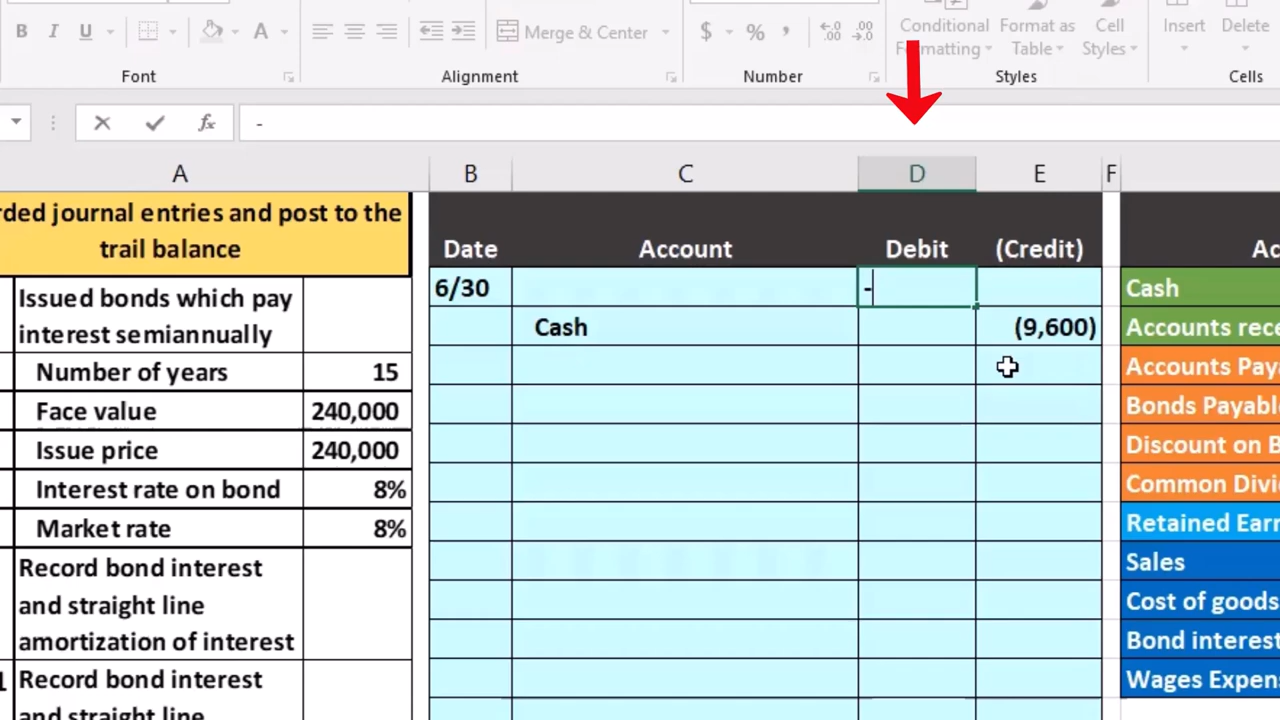 B I U A
Merge & Center
$ % , .0 .00
Conditional Formatting
Format as Table
Cell Styles
Insert
Delete
Font
Alignment
Number
Styles
Cells
fx
-
A B C D E F
rded journal entries and post to the
trail balance
Issued bonds which pay
interest semiannually
Number of years 15
Face value 240,000
Issue price 240,000
Interest rate on bond 8%
Market rate 8%
Record bond interest
and straight line
amortization of interest
1 Record bond interest
and straight line
Date Account Debit (Credit)
6/30 -
Cash (9,600)
Ac
Cash
Accounts rece
Accounts Pay
Bonds Payabl
Discount on B
Common Divi
Retained Earn
Sales
Cost of goods
Bond interest
Wages Expen